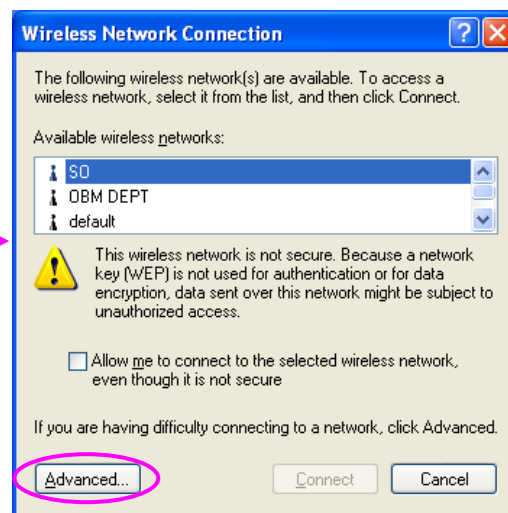 Wireless Network Connection
The following wireless network(s) are available. To access a
wireless network, select it from the list, and then click Connect.
Available wireless networks:
SO
OBM DEPT
default
This wireless network is not secure. Because a network
key (WEP) is not used for authentication or for data
encryption, data sent over this network might be subject to
unauthorized access.
Allow me to connect to the selected wireless network,
even though it is not secure
If you are having difficulty connecting to a network, click Advanced.
Advanced... Connect Cancel